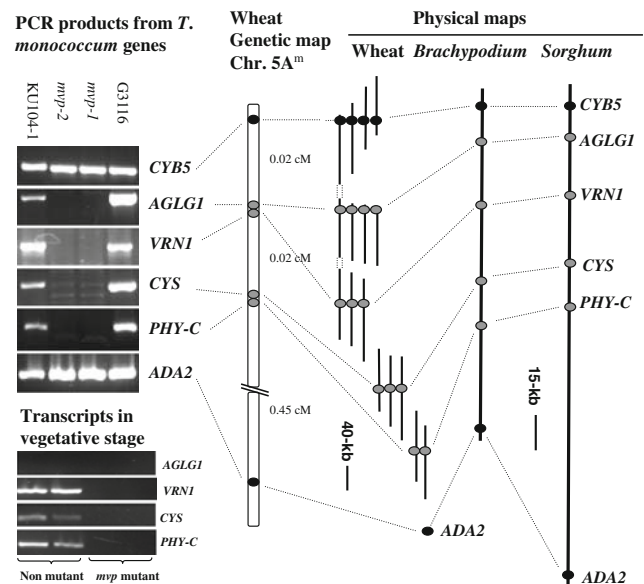 PCR products from T.
monococcum genes
KU104-1
mvp-2
mvp-1
G3116
CYB5
AGLG1
VRN1
CYS
PHY-C
ADA2
Transcripts in
vegetative stage
AGLG1
VRN1
CYS
PHY-C
Non mutant
mvp mutant
Wheat
Genetic map
Chr. 5Aᵐ
0.02 cM
0.02 cM
0.45 cM
Physical maps
Wheat
Brachypodium
Sorghum
40-kb
15-kb
CYB5
AGLG1
VRN1
CYS
PHY-C
ADA2
ADA2